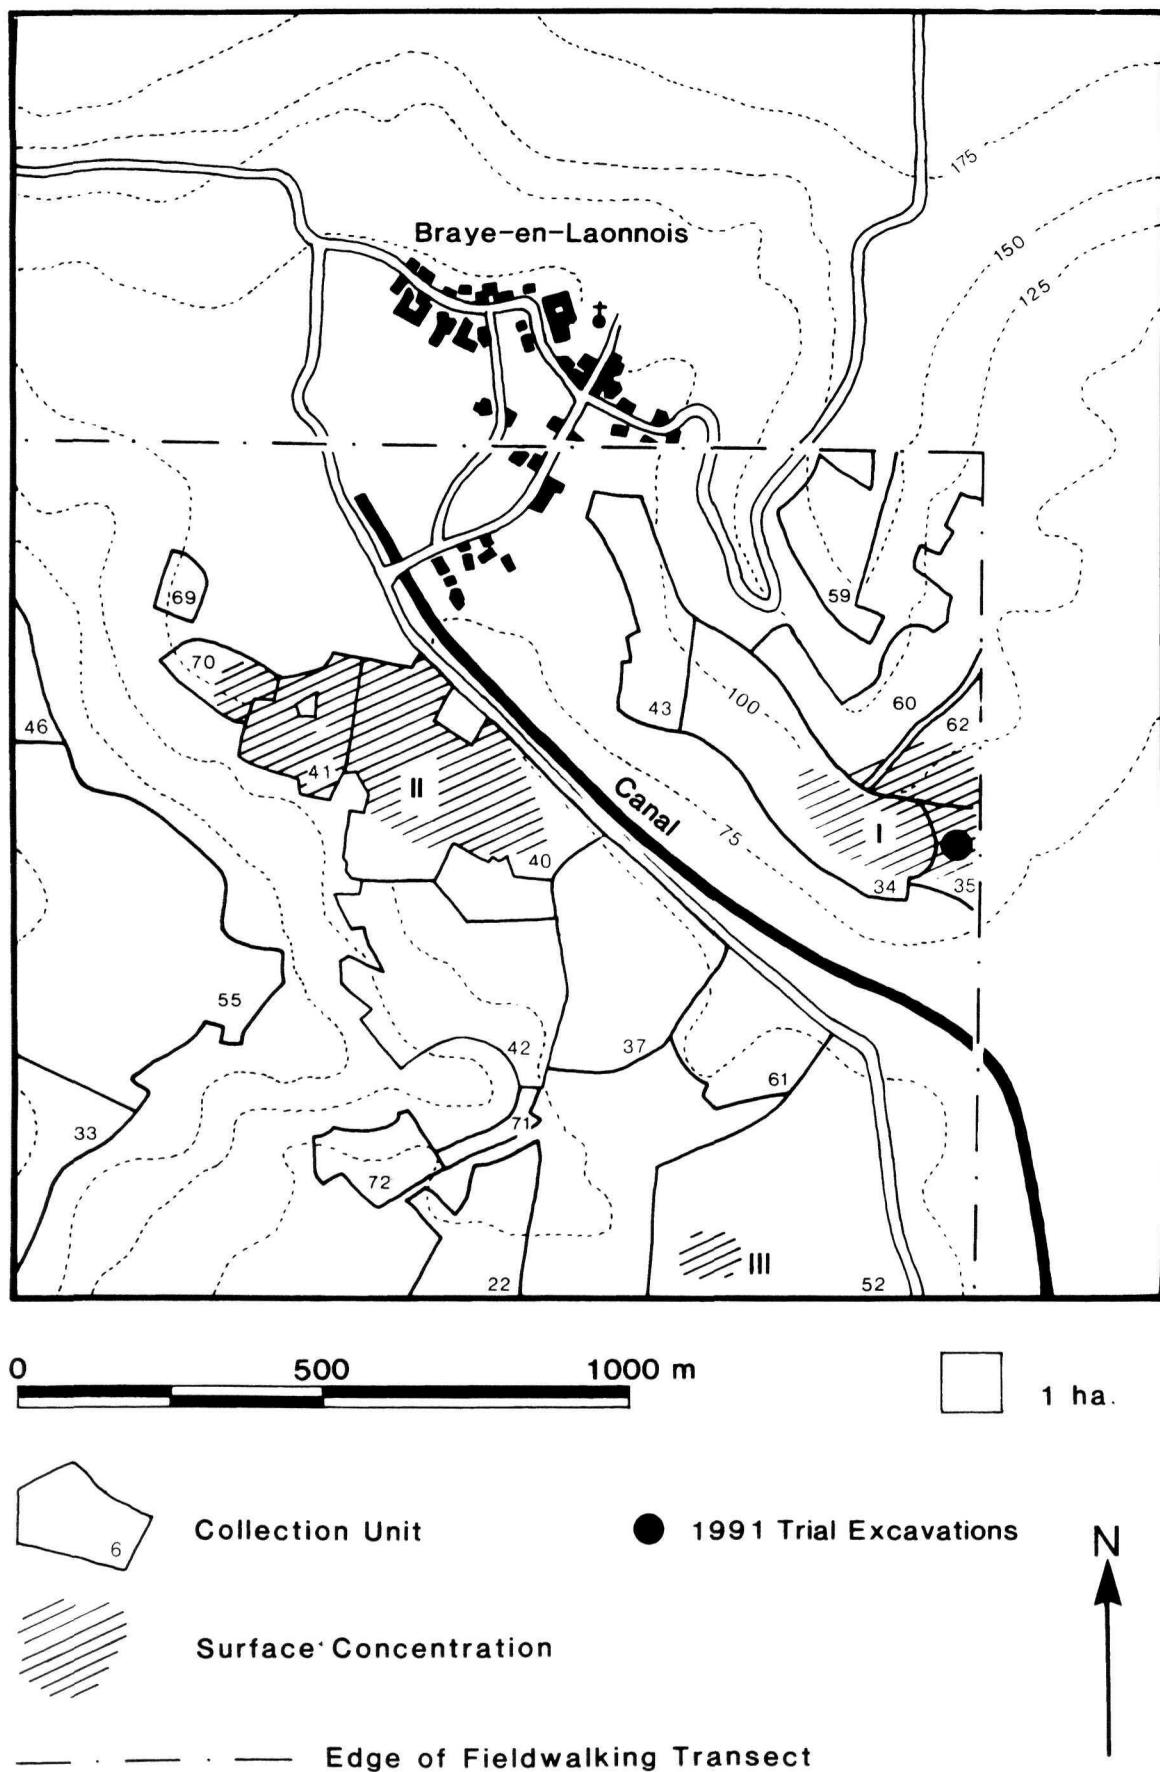 175
Braye-en-Laonnois
150
125
59
69
70
100
43
60
62
46
41
II
Canal
75
I
40
34
35
55
42
37
61
33
71
72
III
22
52
0 500 1000 m
1 ha.
6
Collection Unit
1991 Trial Excavations
N
Surface Concentration
Edge of Fieldwalking Transect